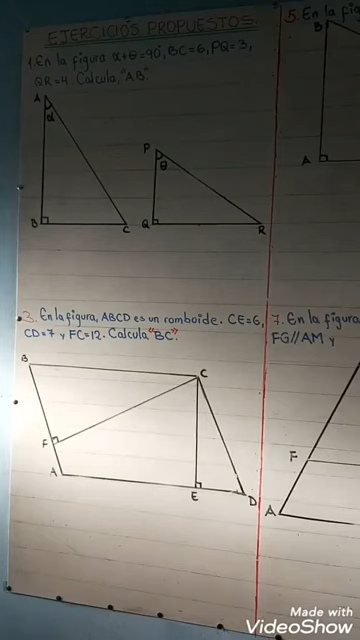 EJERCICIOS PROPUESTOS.
1. En la figura α+θ=90°, BC=6, PQ=3,
QR=4. Calcula "AB".
A
α
B
C
P
θ
Q
R
3. En la figura, ABCD es un romboide. CE=6,
CD=7 y FC=12. Calcula "BC".
B
C
F
A
E
D
5. En la fig
B
A
7. En la figura
FG//AM y
F
A
Made with
VideoShow